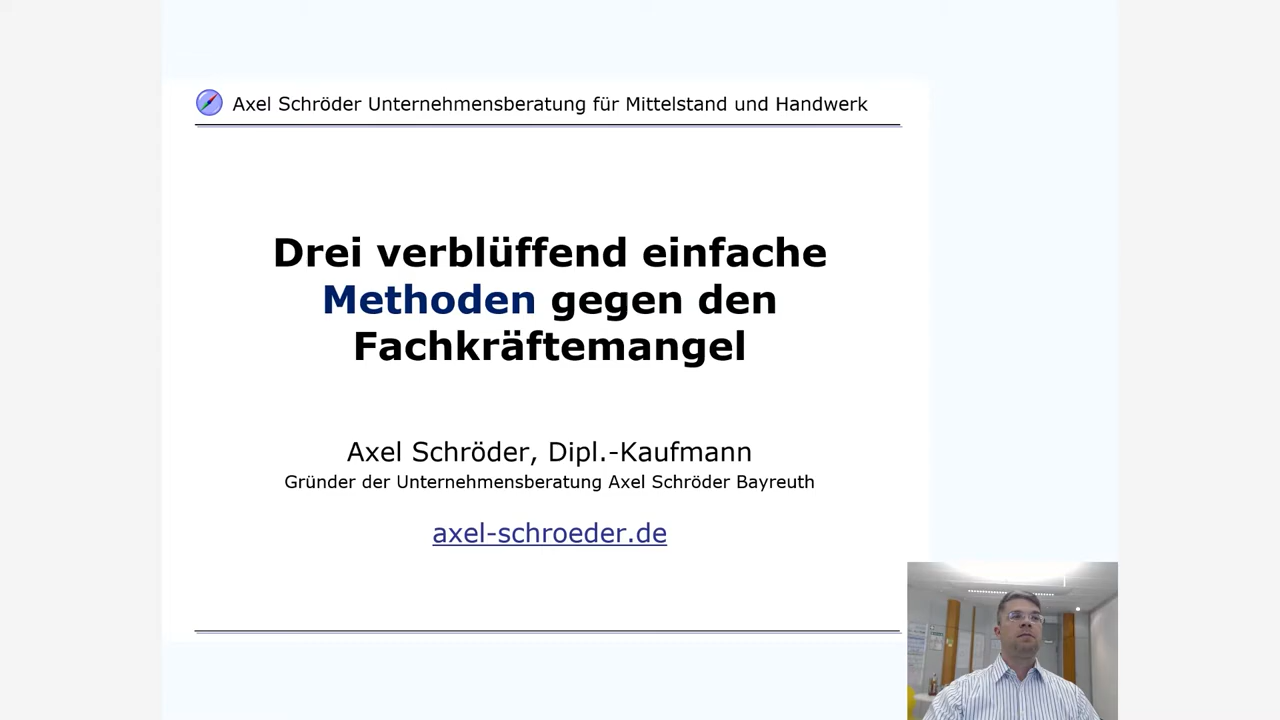 Axel Schröder Unternehmensberatung für Mittelstand und Handwerk
Drei verblüffend einfache
Methoden gegen den
Fachkräftemangel
Axel Schröder, Dipl.-Kaufmann
Gründer der Unternehmensberatung Axel Schröder Bayreuth
axel-schroeder.de